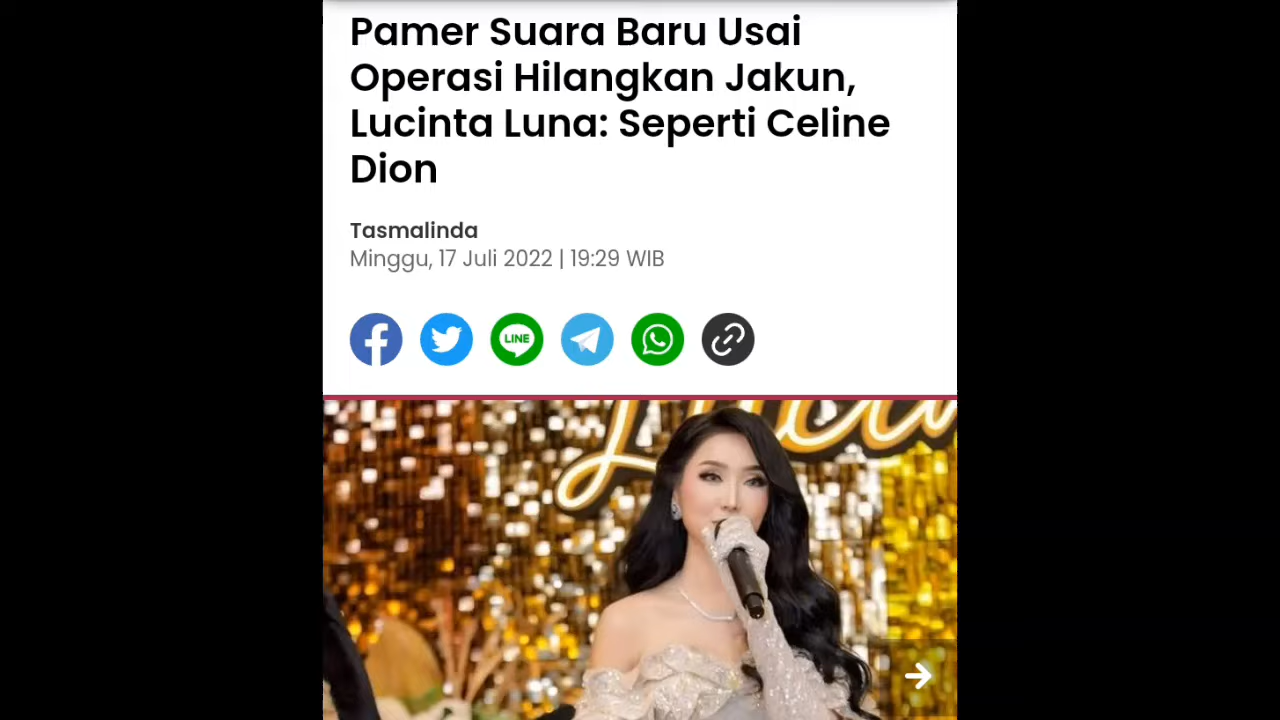 Pamer Suara Baru Usai
Operasi Hilangkan Jakun,
Lucinta Luna: Seperti Celine
Dion
Tasmalinda
Minggu, 17 Juli 2022 | 19:29 WIB
LINE